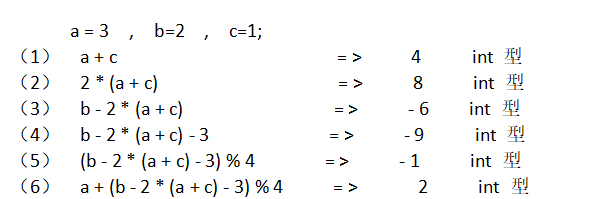 a = 3 , b=2 , c=1;
（1） a + c => 4 int 型
（2） 2 * (a + c) => 8 int 型
（3） b - 2 * (a + c) => - 6 int 型
（4） b - 2 * (a + c) - 3 => - 9 int 型
（5） (b - 2 * (a + c) - 3) % 4 => - 1 int 型
（6） a + (b - 2 * (a + c) - 3) % 4 => 2 int 型